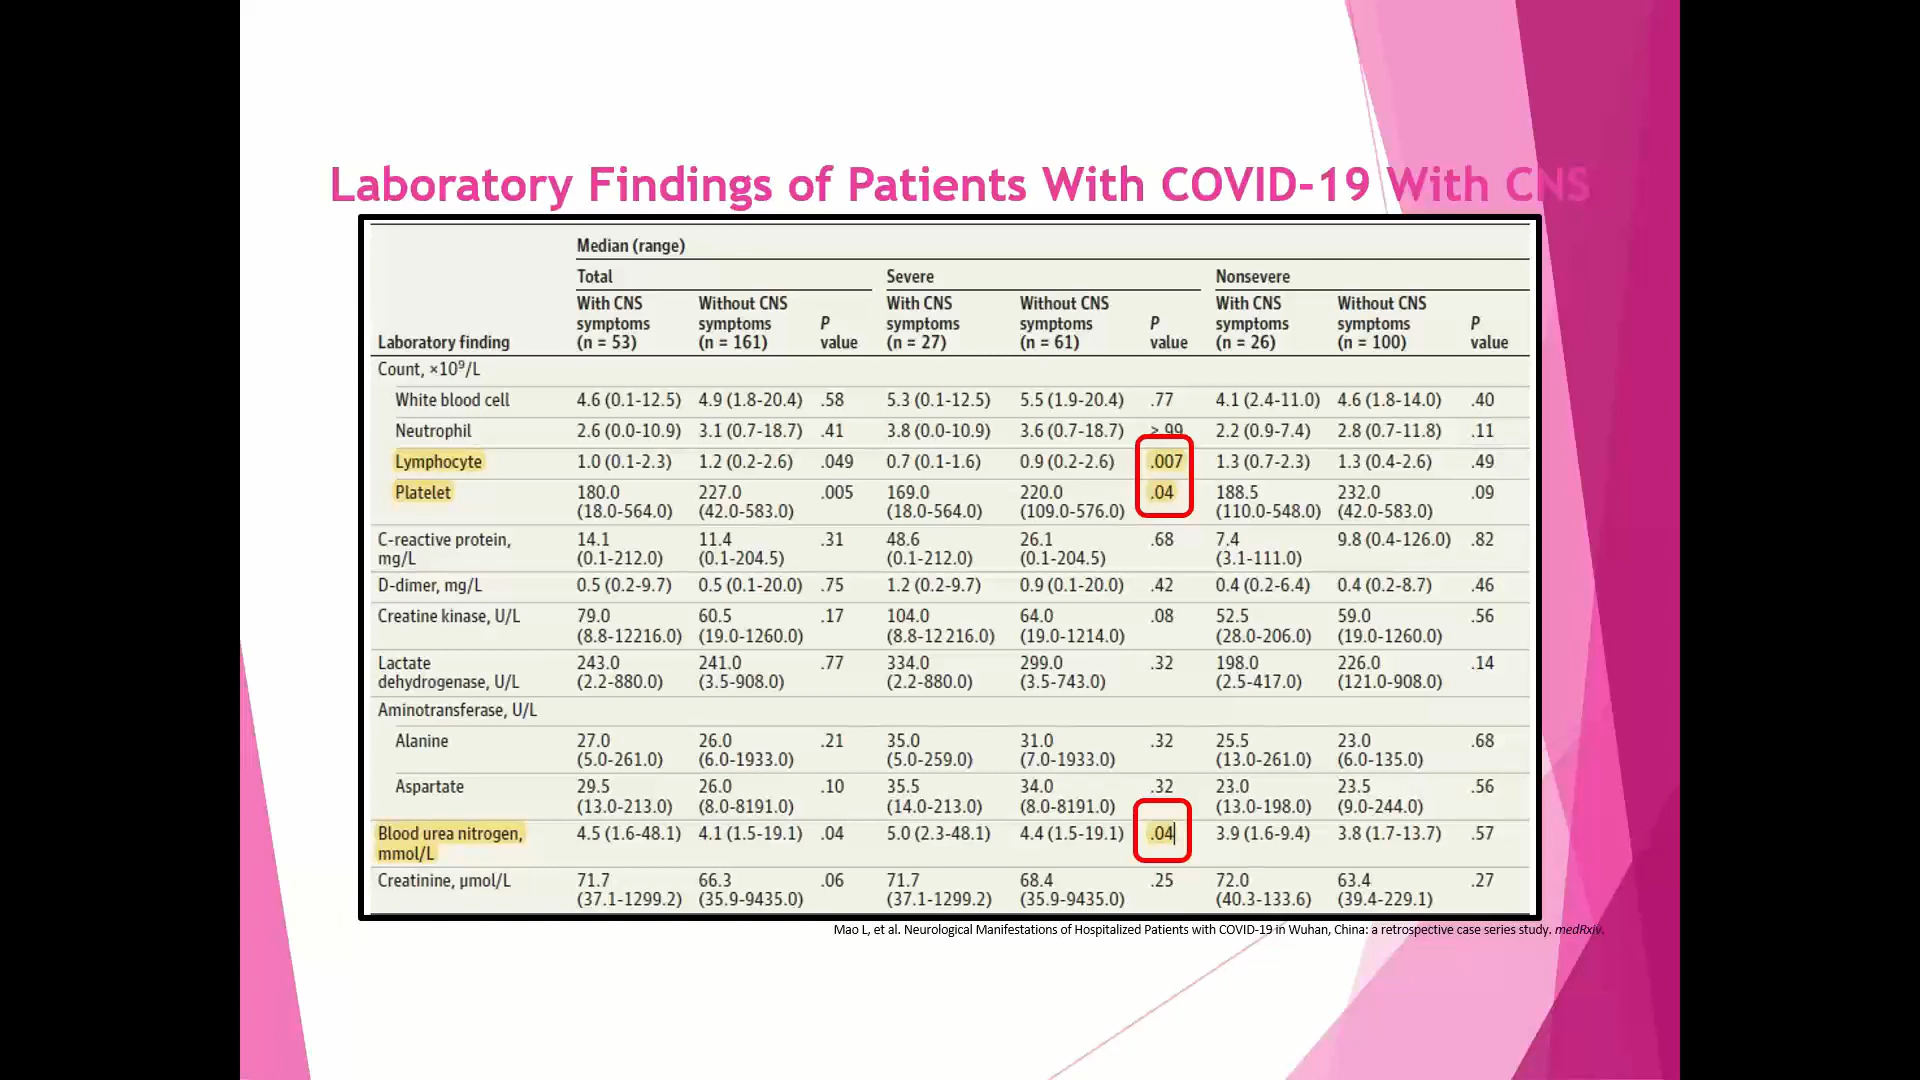 Laboratory Findings of Patients With COVID-19 With CNS
Median (range)
Total Severe Nonsevere
With CNS Without CNS With CNS Without CNS With CNS Without CNS
symptoms symptoms P symptoms symptoms P symptoms symptoms P
Laboratory finding (n = 53) (n = 161) value (n = 27) (n = 61) value (n = 26) (n = 100) value
Count, ×10⁹/L
White blood cell 4.6 (0.1-12.5) 4.9 (1.8-20.4) .58 5.3 (0.1-12.5) 5.5 (1.9-20.4) .77 4.1 (2.4-11.0) 4.6 (1.8-14.0) .40
Neutrophil 2.6 (0.0-10.9) 3.1 (0.7-18.7) .41 3.8 (0.0-10.9) 3.6 (0.7-18.7) >.99 2.2 (0.9-7.4) 2.8 (0.7-11.8) .11
Lymphocyte 1.0 (0.1-2.3) 1.2 (0.2-2.6) .049 0.7 (0.1-1.6) 0.9 (0.2-2.6) .007 1.3 (0.7-2.3) 1.3 (0.4-2.6) .49
Platelet 180.0 227.0 .005 169.0 220.0 .04 188.5 232.0 .09
(18.0-564.0) (42.0-583.0) (18.0-564.0) (109.0-576.0) (110.0-548.0) (42.0-583.0)
C-reactive protein, 14.1 11.4 .31 48.6 26.1 .68 7.4 9.8 (0.4-126.0) .82
mg/L (0.1-212.0) (0.1-204.5) (0.1-212.0) (0.1-204.5) (3.1-111.0)
D-dimer, mg/L 0.5 (0.2-9.7) 0.5 (0.1-20.0) .75 1.2 (0.2-9.7) 0.9 (0.1-20.0) .42 0.4 (0.2-6.4) 0.4 (0.2-8.7) .46
Creatine kinase, U/L 79.0 60.5 .17 104.0 64.0 .08 52.5 59.0 .56
(8.8-12216.0) (19.0-1260.0) (8.8-12 216.0) (19.0-1214.0) (28.0-206.0) (19.0-1260.0)
Lactate 243.0 241.0 .77 334.0 299.0 .32 198.0 226.0 .14
dehydrogenase, U/L (2.2-880.0) (3.5-908.0) (2.2-880.0) (3.5-743.0) (2.5-417.0) (121.0-908.0)
Aminotransferase, U/L
Alanine 27.0 26.0 .21 35.0 31.0 .32 25.5 23.0 .68
(5.0-261.0) (6.0-1933.0) (5.0-259.0) (7.0-1933.0) (13.0-261.0) (6.0-135.0)
Aspartate 29.5 26.0 .10 35.5 34.0 .32 23.0 23.5 .56
(13.0-213.0) (8.0-8191.0) (14.0-213.0) (8.0-8191.0) (13.0-198.0) (9.0-244.0)
Blood urea nitrogen, 4.5 (1.6-48.1) 4.1 (1.5-19.1) .04 5.0 (2.3-48.1) 4.4 (1.5-19.1) .04 3.9 (1.6-9.4) 3.8 (1.7-13.7) .57
mmol/L
Creatinine, µmol/L 71.7 66.3 .06 71.7 68.4 .25 72.0 63.4 .27
(37.1-1299.2) (35.9-9435.0) (37.1-1299.2) (35.9-9435.0) (40.3-133.6) (39.4-229.1)
Mao L, et al. Neurological Manifestations of Hospitalized Patients with COVID-19 in Wuhan, China: a retrospective case series study. medRxiv.